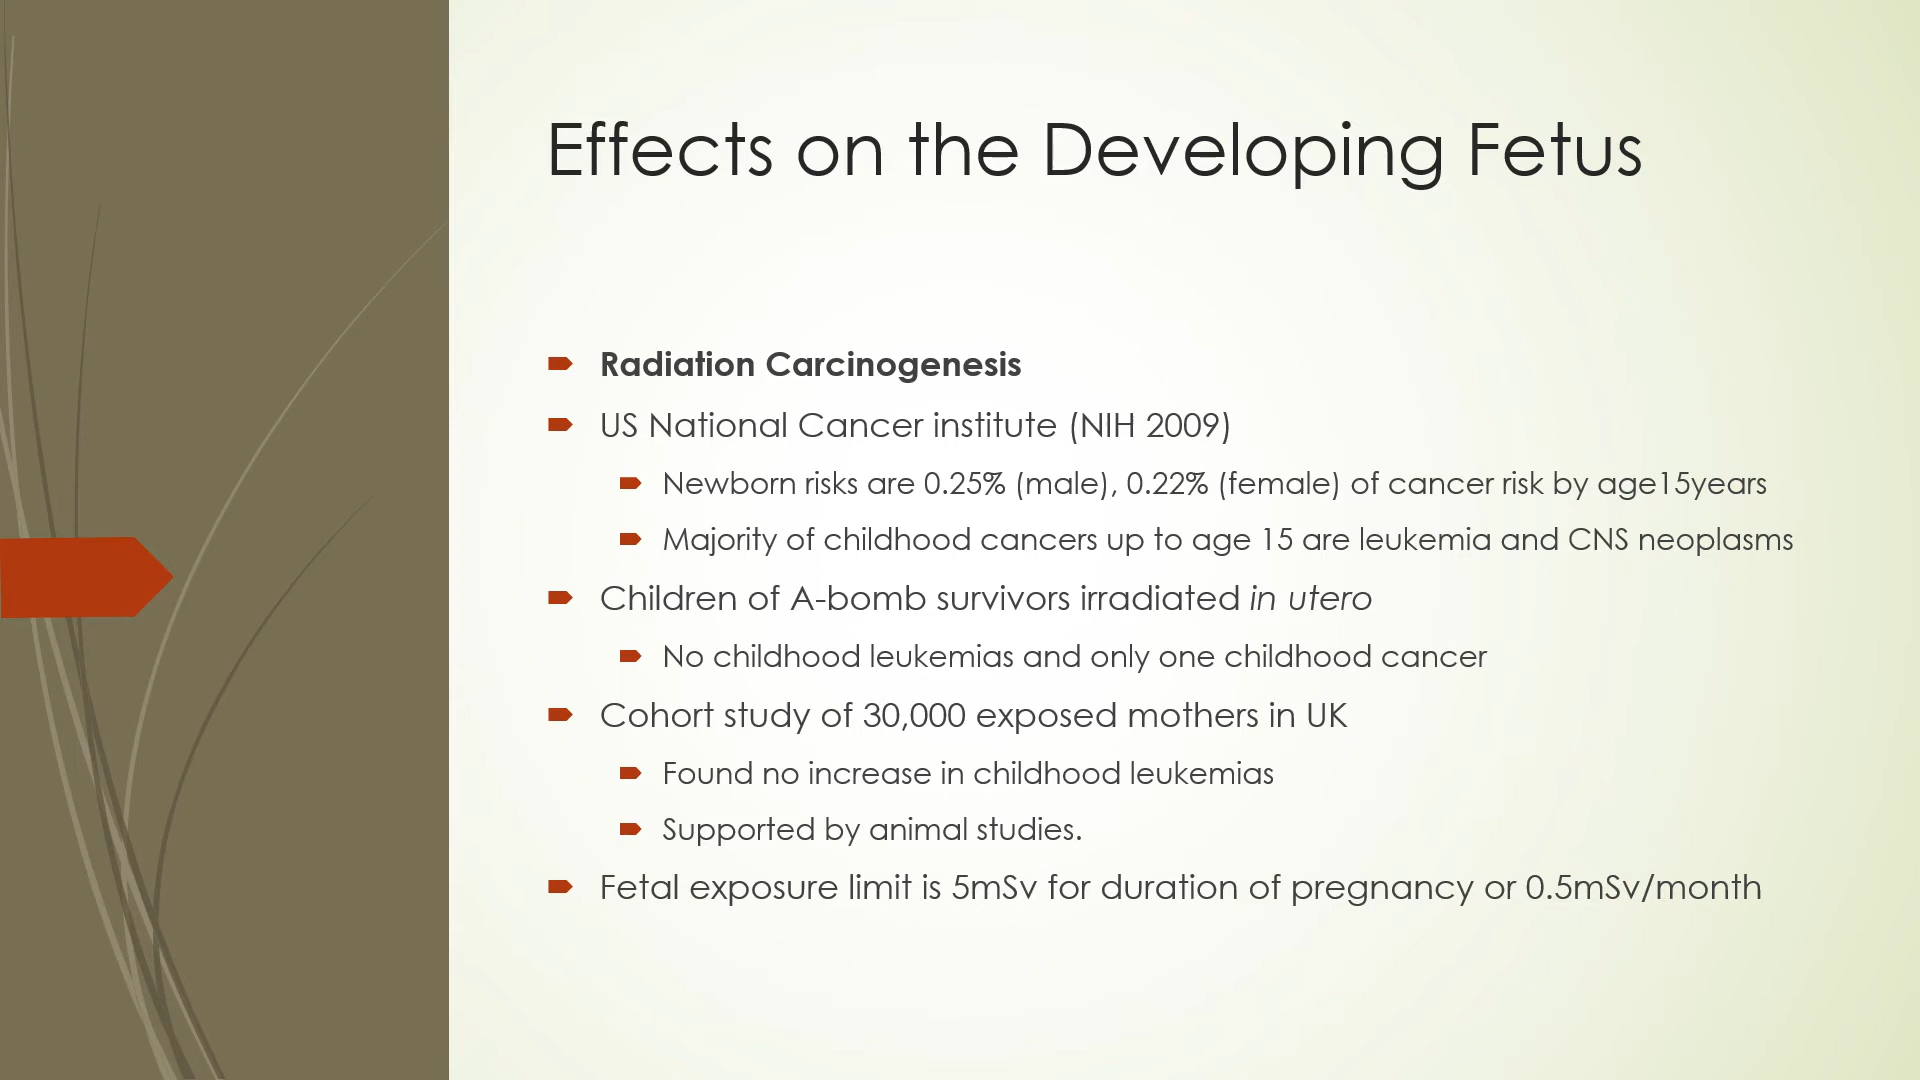 Effects on the Developing Fetus
Radiation Carcinogenesis
US National Cancer institute (NIH 2009)
Newborn risks are 0.25% (male), 0.22% (female) of cancer risk by age15years
Majority of childhood cancers up to age 15 are leukemia and CNS neoplasms
Children of A-bomb survivors irradiated in utero
No childhood leukemias and only one childhood cancer
Cohort study of 30,000 exposed mothers in UK
Found no increase in childhood leukemias
Supported by animal studies.
Fetal exposure limit is 5mSv for duration of pregnancy or 0.5mSv/month